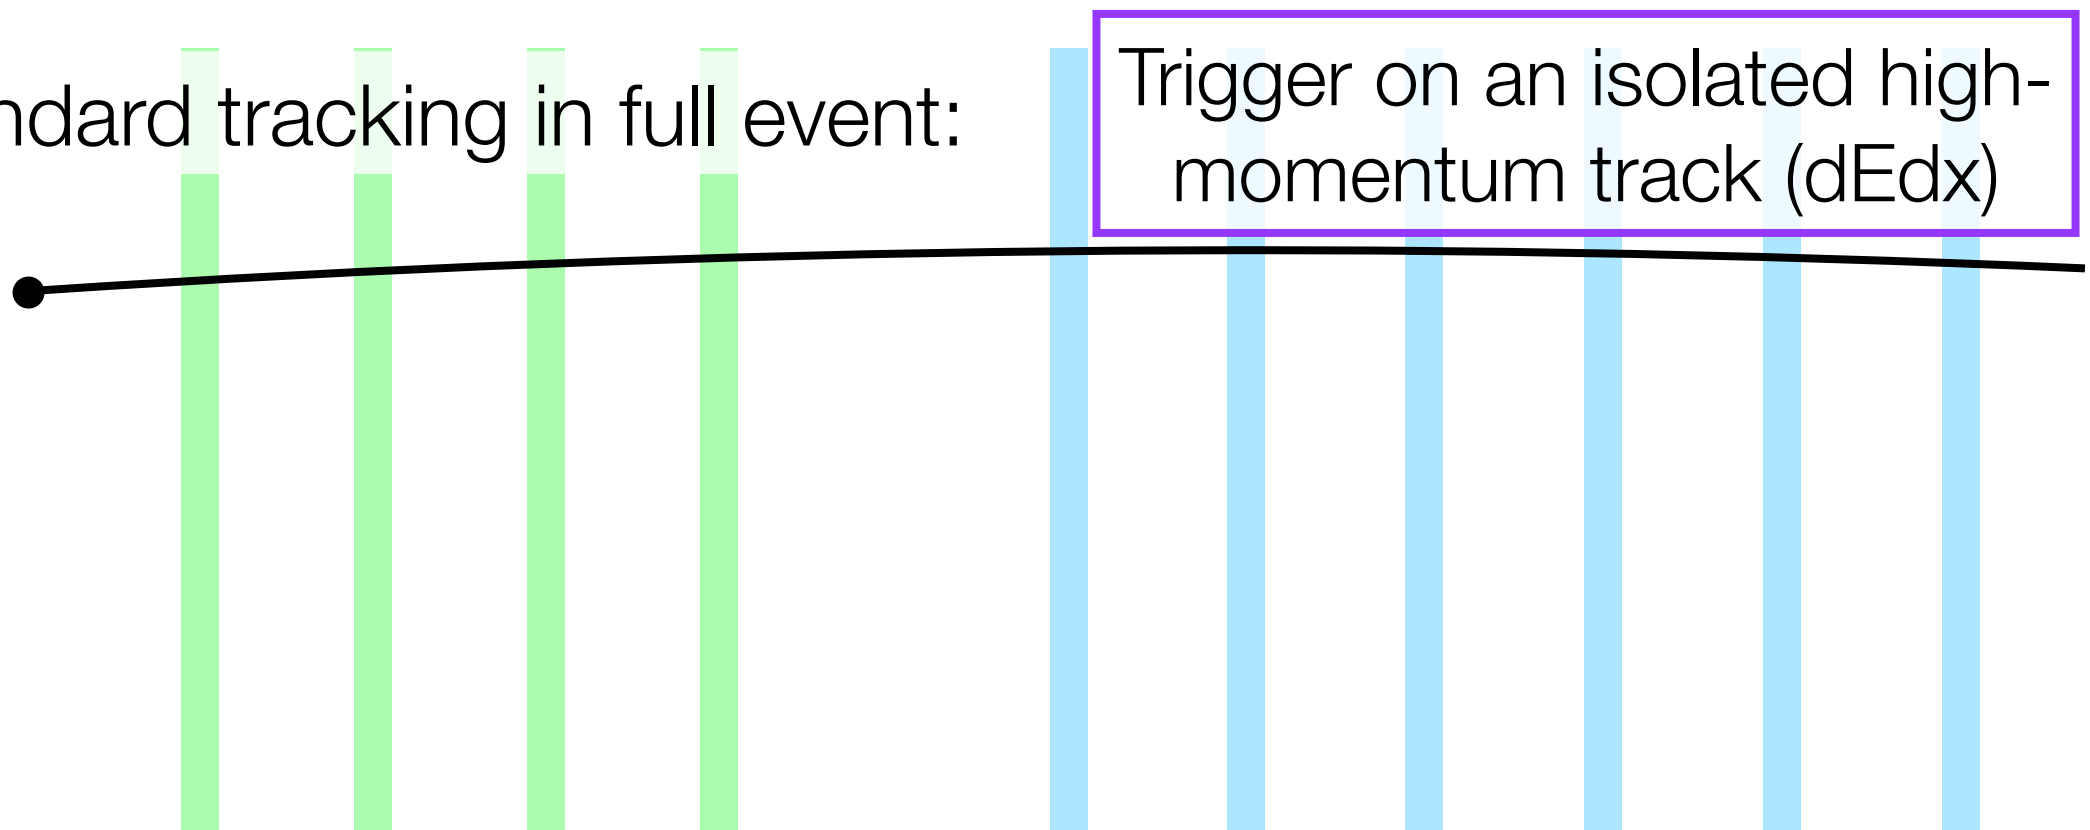 ndard tracking in full event:
Trigger on an isolated high-
momentum track (dEdx)